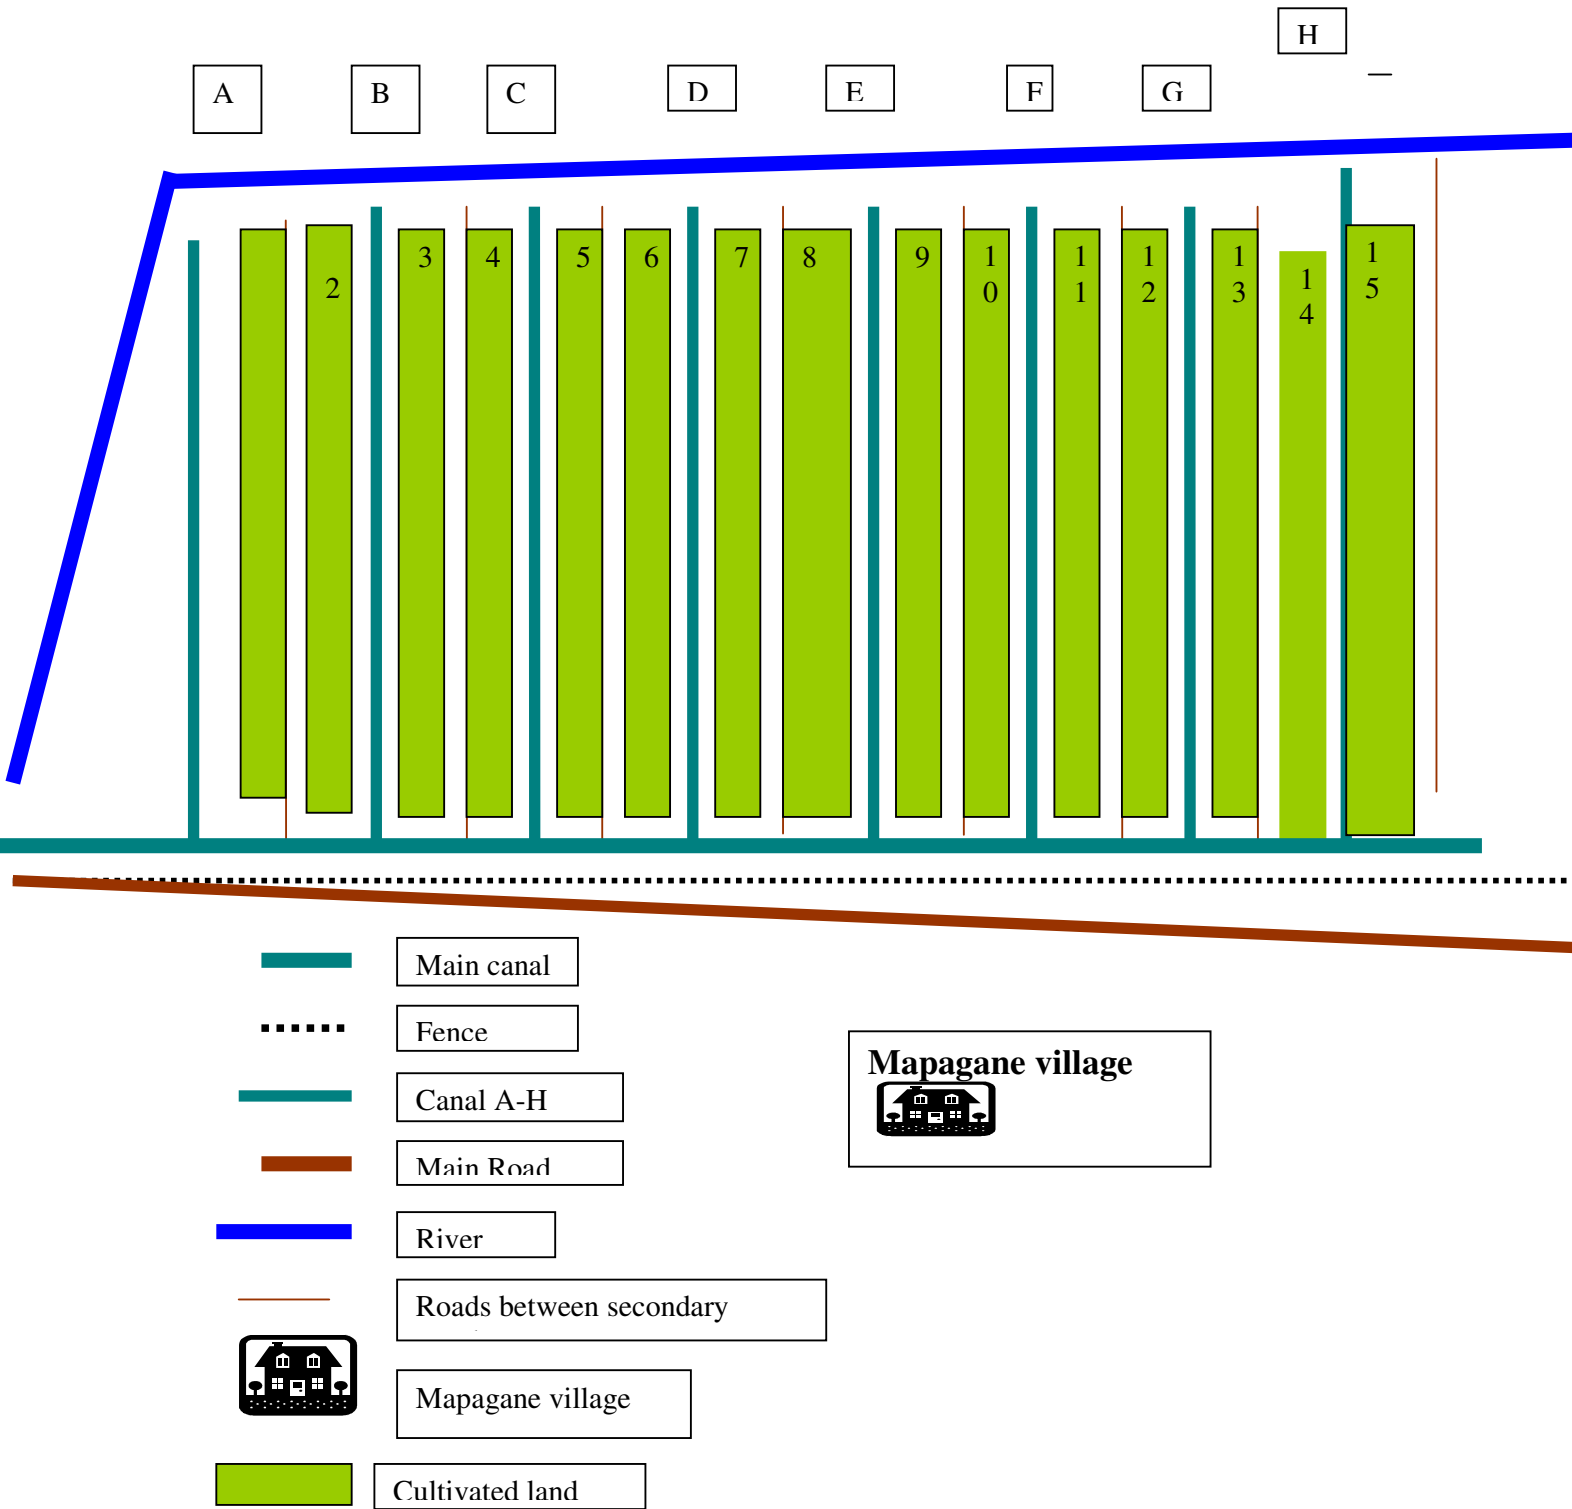 H
A
B
C
D
E
F
G
2
3
4
5
6
7
8
9
1
0
1
1
1
2
1
3
1
4
1
5
Main canal
Fence
Canal A-H
Main Road
River
Roads between secondary
Mapagane village
Cultivated land
Mapagane village